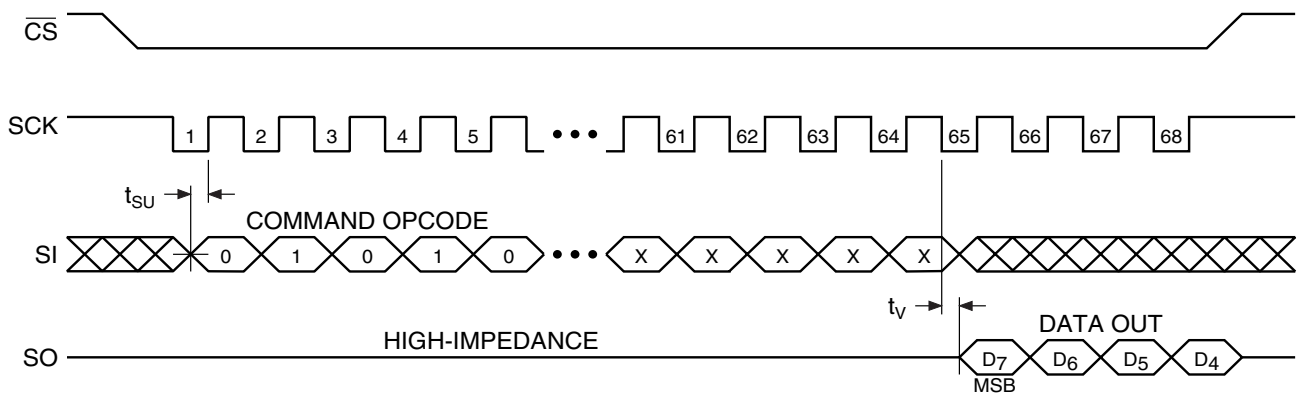 CS
SCK 1 2 3 4 5 ••• 61 62 63 64 65 66 67 68
tSU
COMMAND OPCODE
SI 0 1 0 1 0 ••• X X X X X
tV
HIGH-IMPEDANCE
DATA OUT
SO D7 D6 D5 D4
MSB